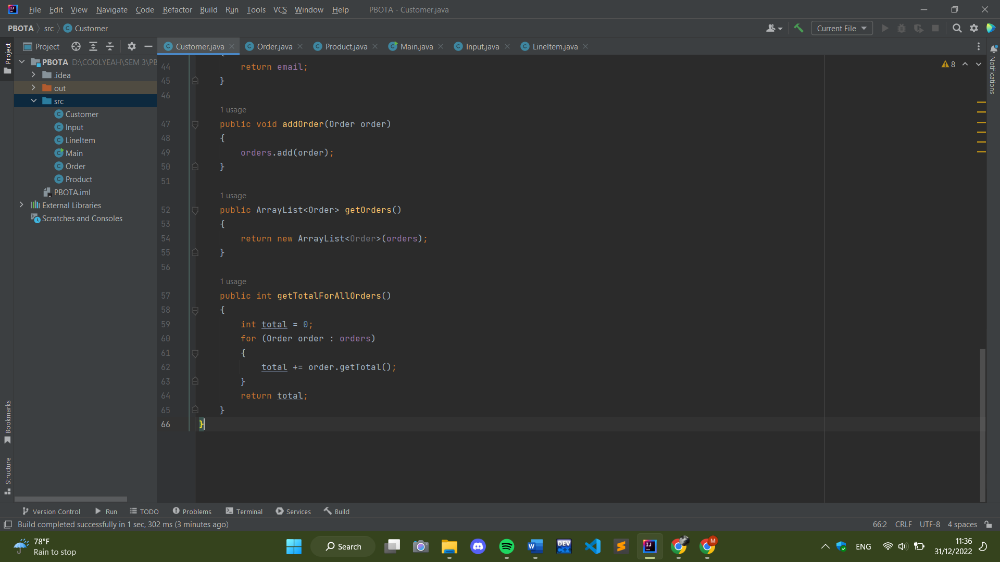 File Edit View Navigate Code Refactor Build Run Tools VCS Window Help PBOTA - Customer.java
PBOTA src Customer Current File
Project Customer.java Order.java Product.java Main.java Input.java LineItem.java
Project
Notifications
PBOTA D:\COOLYEAH\SEM 3\PB
.idea
out
src
Customer
Input
LineItem
Main
Order
Product
PBOTA.iml
External Libraries
Scratches and Consoles
8
44 return email;
45 }
46
1 usage
47 public void addOrder(Order order)
48 {
49 orders.add(order);
50 }
51
1 usage
52 public ArrayList<Order> getOrders()
53 {
54 return new ArrayList<Order>(orders);
55 }
56
1 usage
57 public int getTotalForAllOrders()
58 {
59 int total = 0;
60 for (Order order : orders)
61 {
62 total += order.getTotal();
63 }
64 return total;
65 }
66 }
Bookmarks
Structure
Version Control Run TODO Problems Terminal Services Build
Build completed successfully in 1 sec, 302 ms (3 minutes ago) 66:2 CRLF UTF-8 4 spaces
78°F
Rain to stop
Search
DEV
C++
M
ENG
11:36
31/12/2022